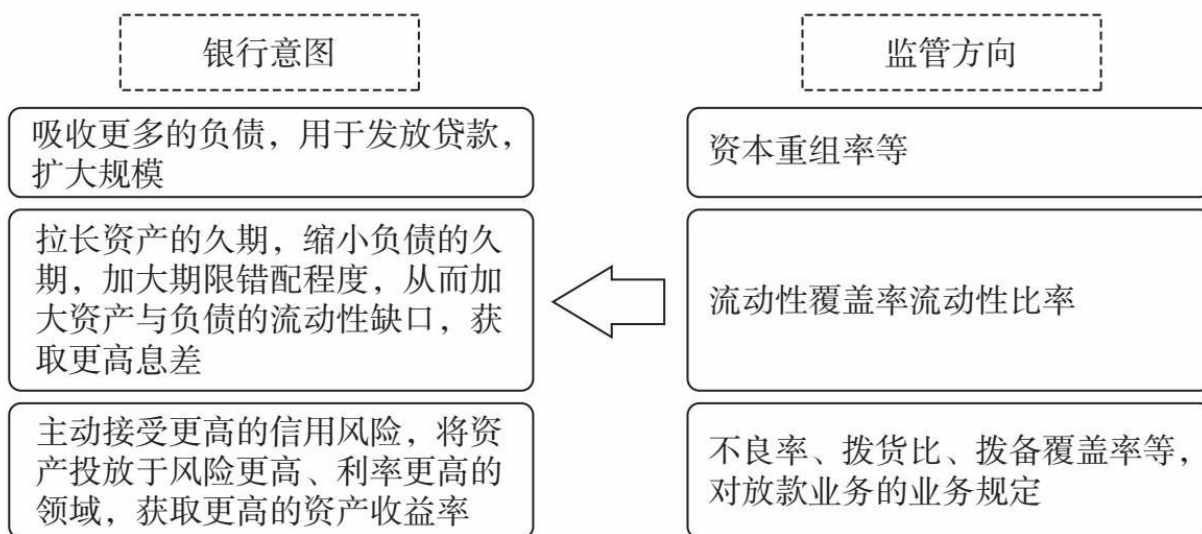 银行意图
监管方向
吸收更多的负债，用于发放贷款，
扩大规模
资本重组率等
拉长资产的久期，缩小负债的久
期，加大期限错配程度，从而加
大资产与负债的流动性缺口，获
取更高息差
流动性覆盖率流动性比率
主动接受更高的信用风险，将资
产投放于风险更高、利率更高的
领域，获取更高的资产收益率
不良率、拨货比、拨备覆盖率等，
对放款业务的业务规定